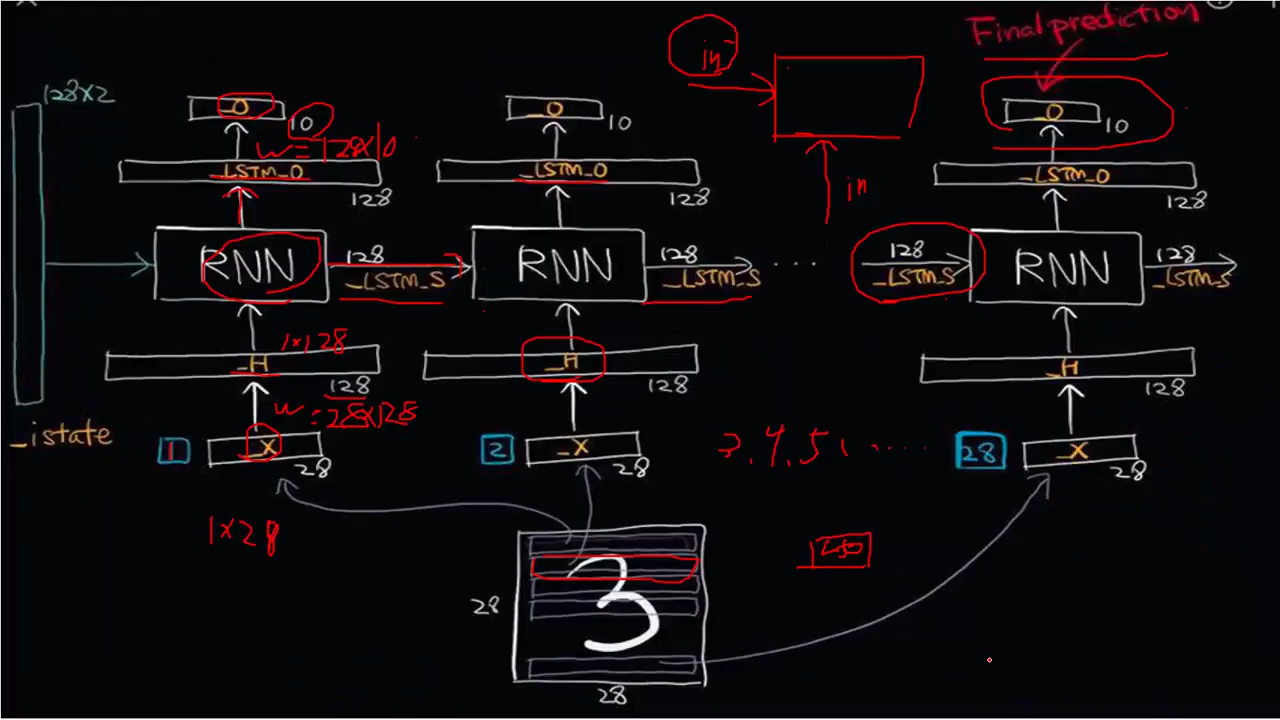 Final prediction
in
128x2
_O
10
_O
10
_O
10
W=128x10
_LSTM_O
128
_LSTM_O
128
_LSTM_O
128
in
RNN
128
_LSTM_S
RNN
128
_LSTM_S
...
128
_LSTM_S
RNN
128
_LSTM_S
_H
1x128
128
_H
128
_H
128
W=28x128
_istate
1
_X
28
2
_X
28
3.4.5.....
28
_X
28
1x28
3
28
28